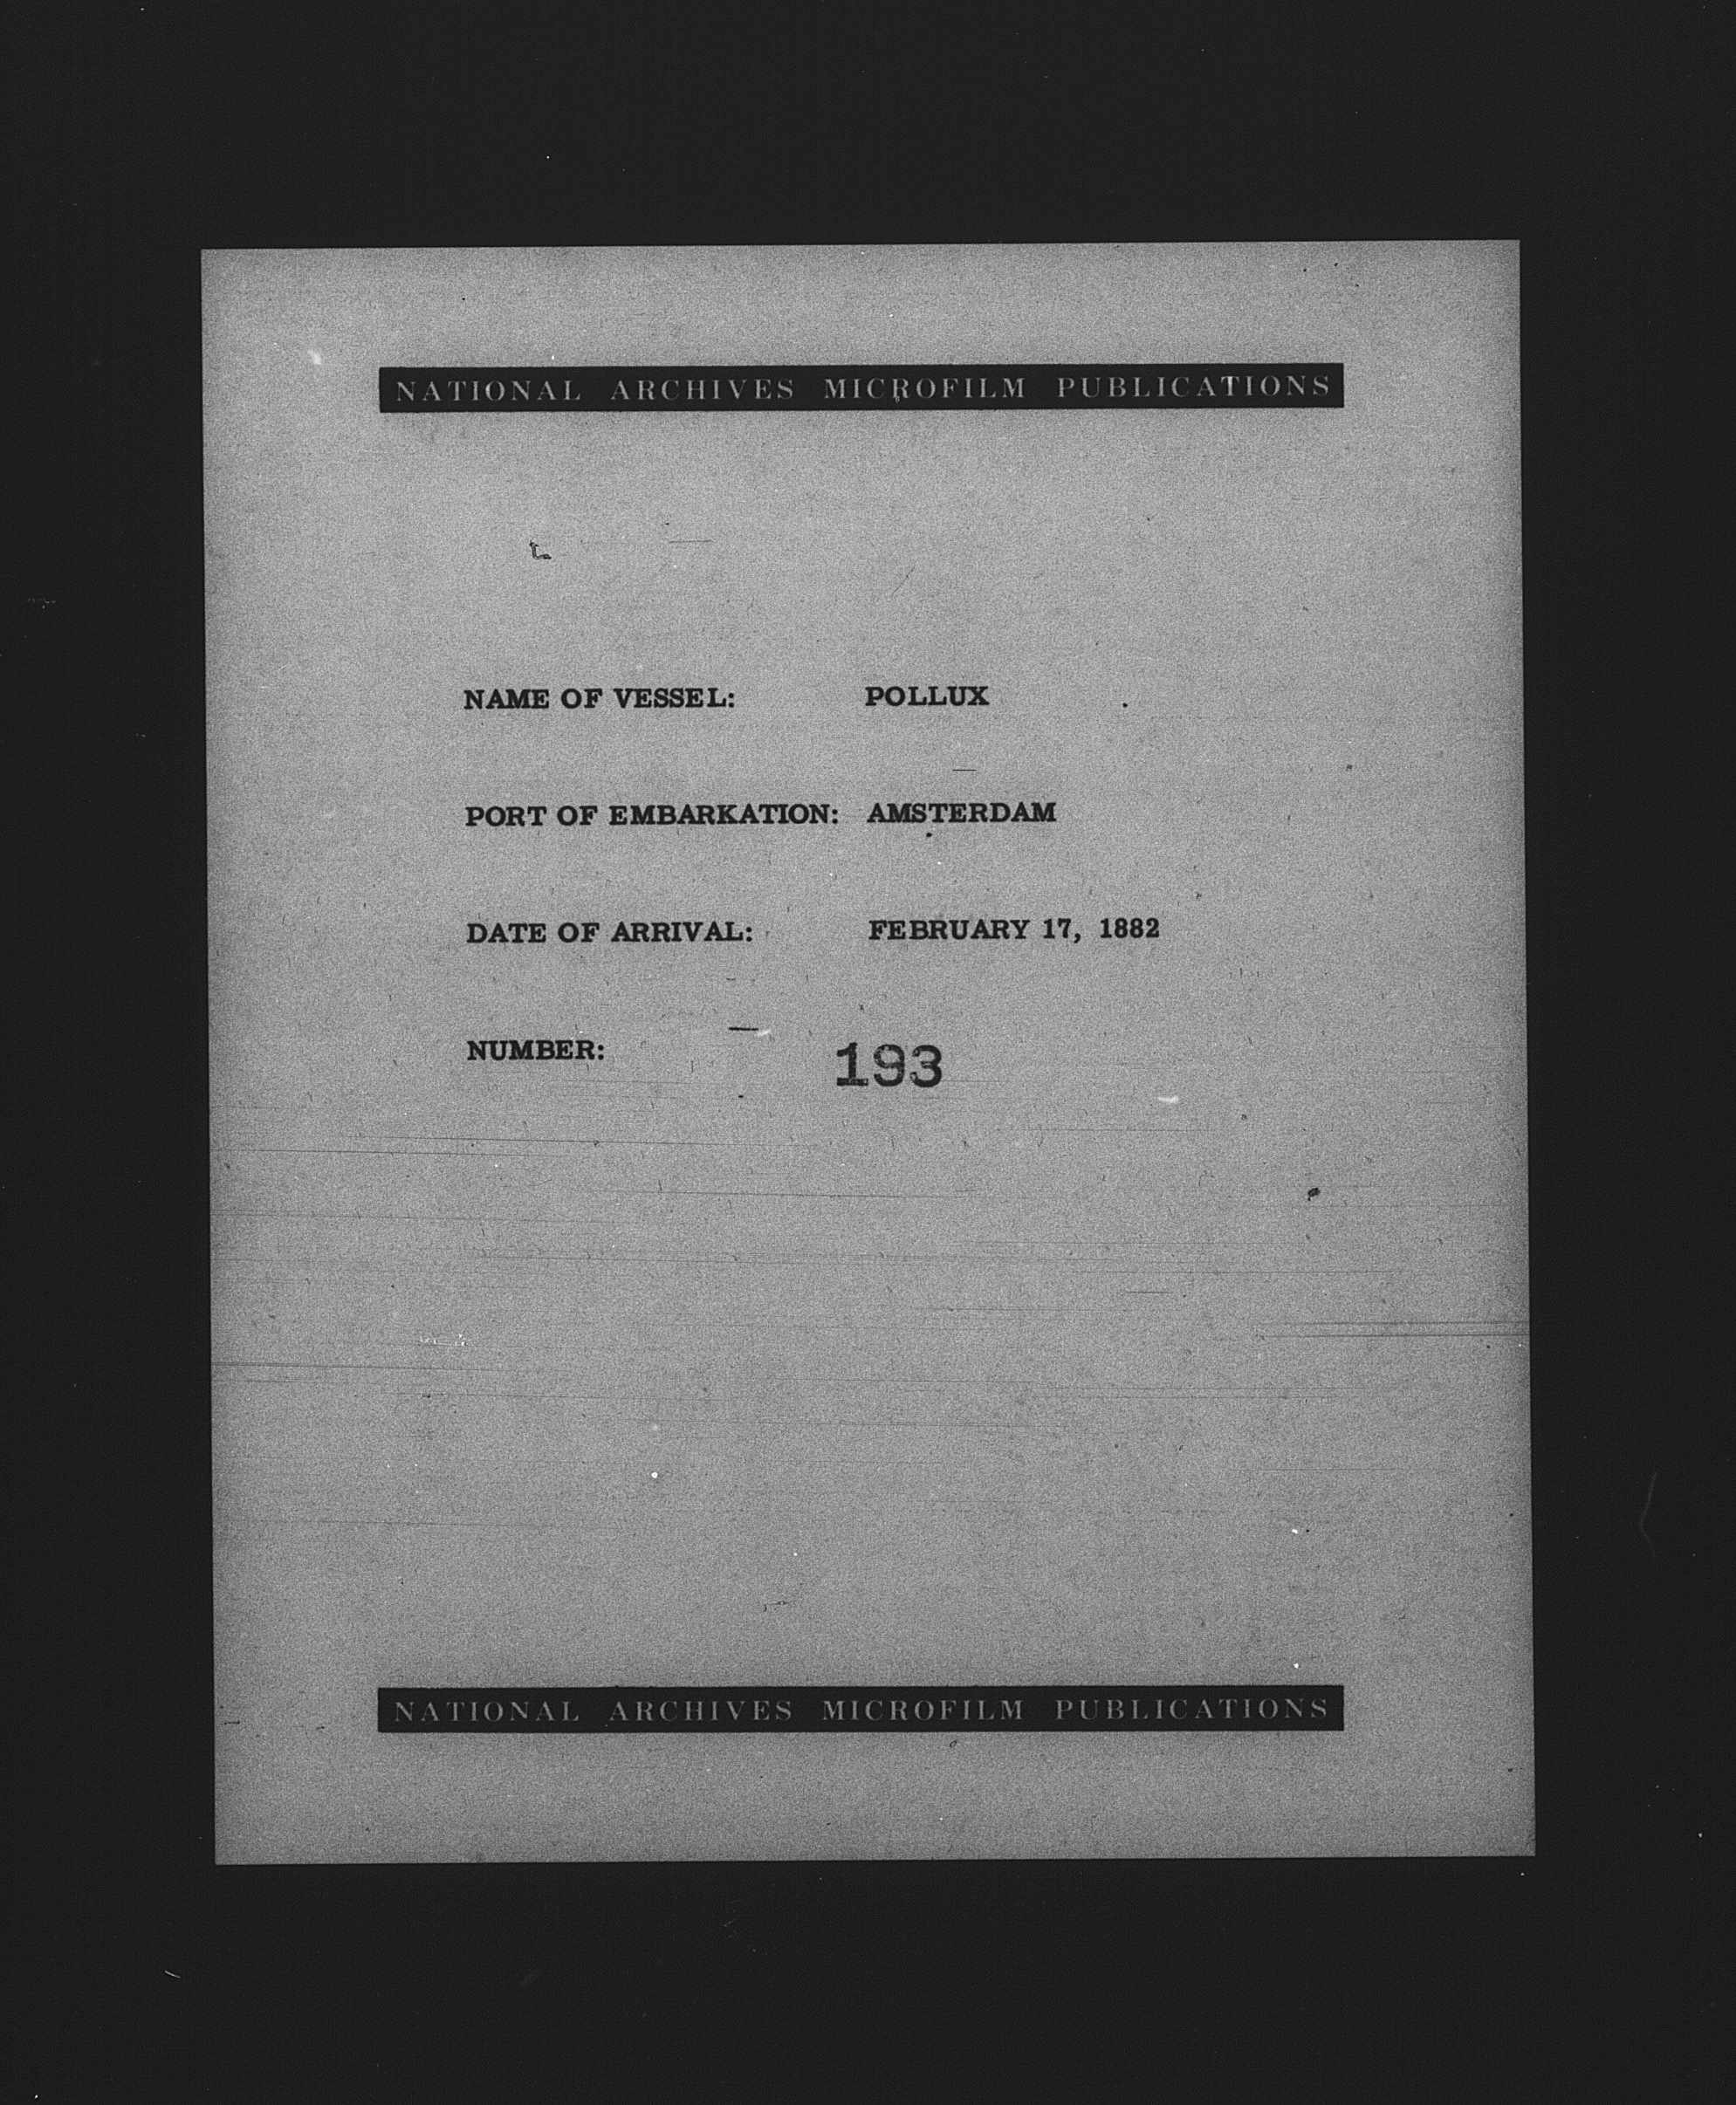 NATIONAL ARCHIVES MICROFILM PUBLICATIONS
NAME OF VESSEL: POLLUX
PORT OF EMBARKATION: AMSTERDAM
DATE OF ARRIVAL: FEBRUARY 17, 1882
NUMBER: 193
NATIONAL ARCHIVES MICROFILM PUBLICATIONS